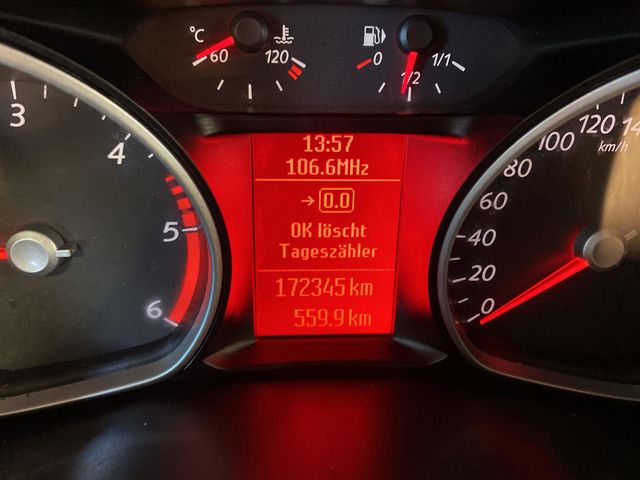 °C
60
120
0
1/2
1/1
3
4
5
6
13:57
106.6MHz
→ 0.0
OK löscht
Tageszähler
172345 km
559.9 km
0
20
40
60
80
100
120
km/h